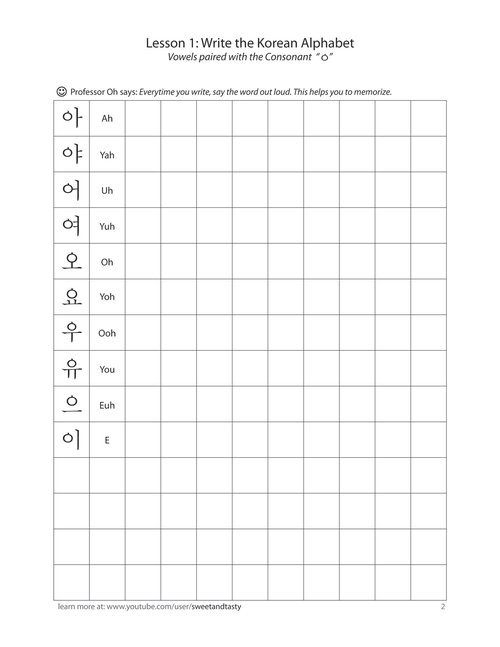 Lesson 1: Write the Korean Alphabet
Vowels paired with the Consonant “ㅇ”
Professor Oh says: Everytime you write, say the word out loud. This helps you to memorize.
아 Ah
야 Yah
어 Uh
여 Yuh
오 Oh
요 Yoh
우 Ooh
유 You
으 Euh
이 E
learn more at: www.youtube.com/user/sweetandtasty 2